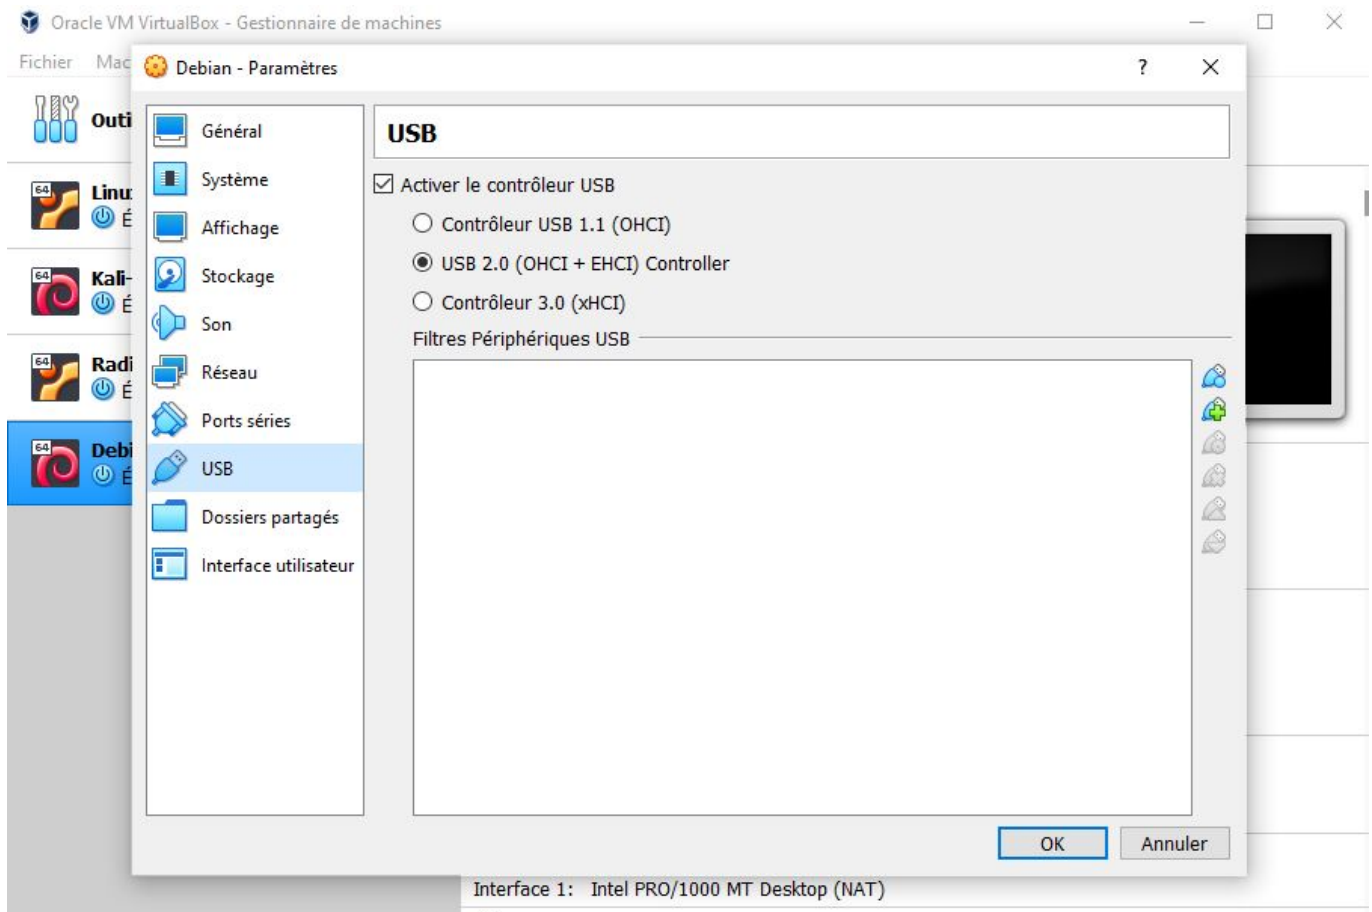 Oracle VM VirtualBox - Gestionnaire de machines
Fichier Mac
Debian - Paramètres
?
Outi
64
Linu
É
64
Kali-
É
64
Radi
É
64
Debi
É
Général
Système
Affichage
Stockage
Son
Réseau
Ports séries
USB
Dossiers partagés
Interface utilisateur
USB
Activer le contrôleur USB
Contrôleur USB 1.1 (OHCI)
USB 2.0 (OHCI + EHCI) Controller
Contrôleur 3.0 (xHCI)
Filtres Périphériques USB
OK Annuler
Interface 1: Intel PRO/1000 MT Desktop (NAT)